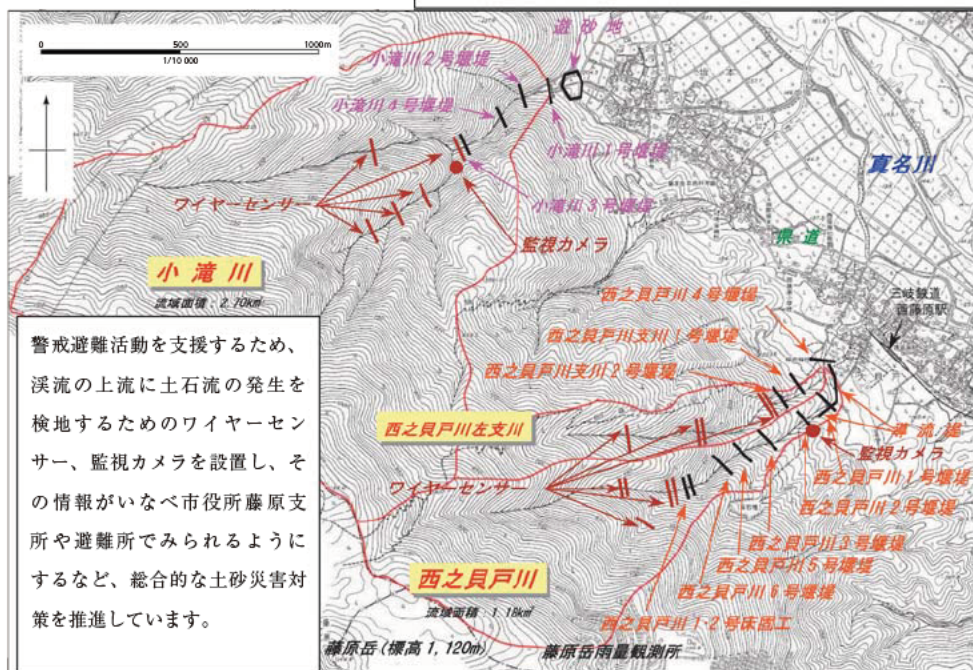 0 500 1000m
1/10 000
遊砂地
小滝川2号堰堤
小滝川4号堰堤
小滝川1号堰堤
小滝川3号堰堤
ワイヤーセンサー
監視カメラ
真名川
県道
小滝川
流域面積:2.70k㎡
三岐鉄道
西藤原駅
西之貝戸川4号堰堤
西之貝戸川支川1号堰堤
西之貝戸川支川2号堰堤
西之貝戸川左支川
導流堤
監視カメラ
西之貝戸川1号堰堤
西之貝戸川2号堰堤
ワイヤーセンサー
西之貝戸川3号堰堤
西之貝戸川5号堰堤
西之貝戸川6号堰堤
西之貝戸川1・2号床固工
西之貝戸川
流域面積 1.18k㎡
藤原岳(標高1,120m)
藤原岳雨量観測所
警戒避難活動を支援するため、
渓流の上流に土石流の発生を
検地するためのワイヤーセン
サー、監視カメラを設置し、そ
の情報がいなべ市役所藤原支
所や避難所でみられるように
するなど、総合的な土砂災害対
策を推進しています。